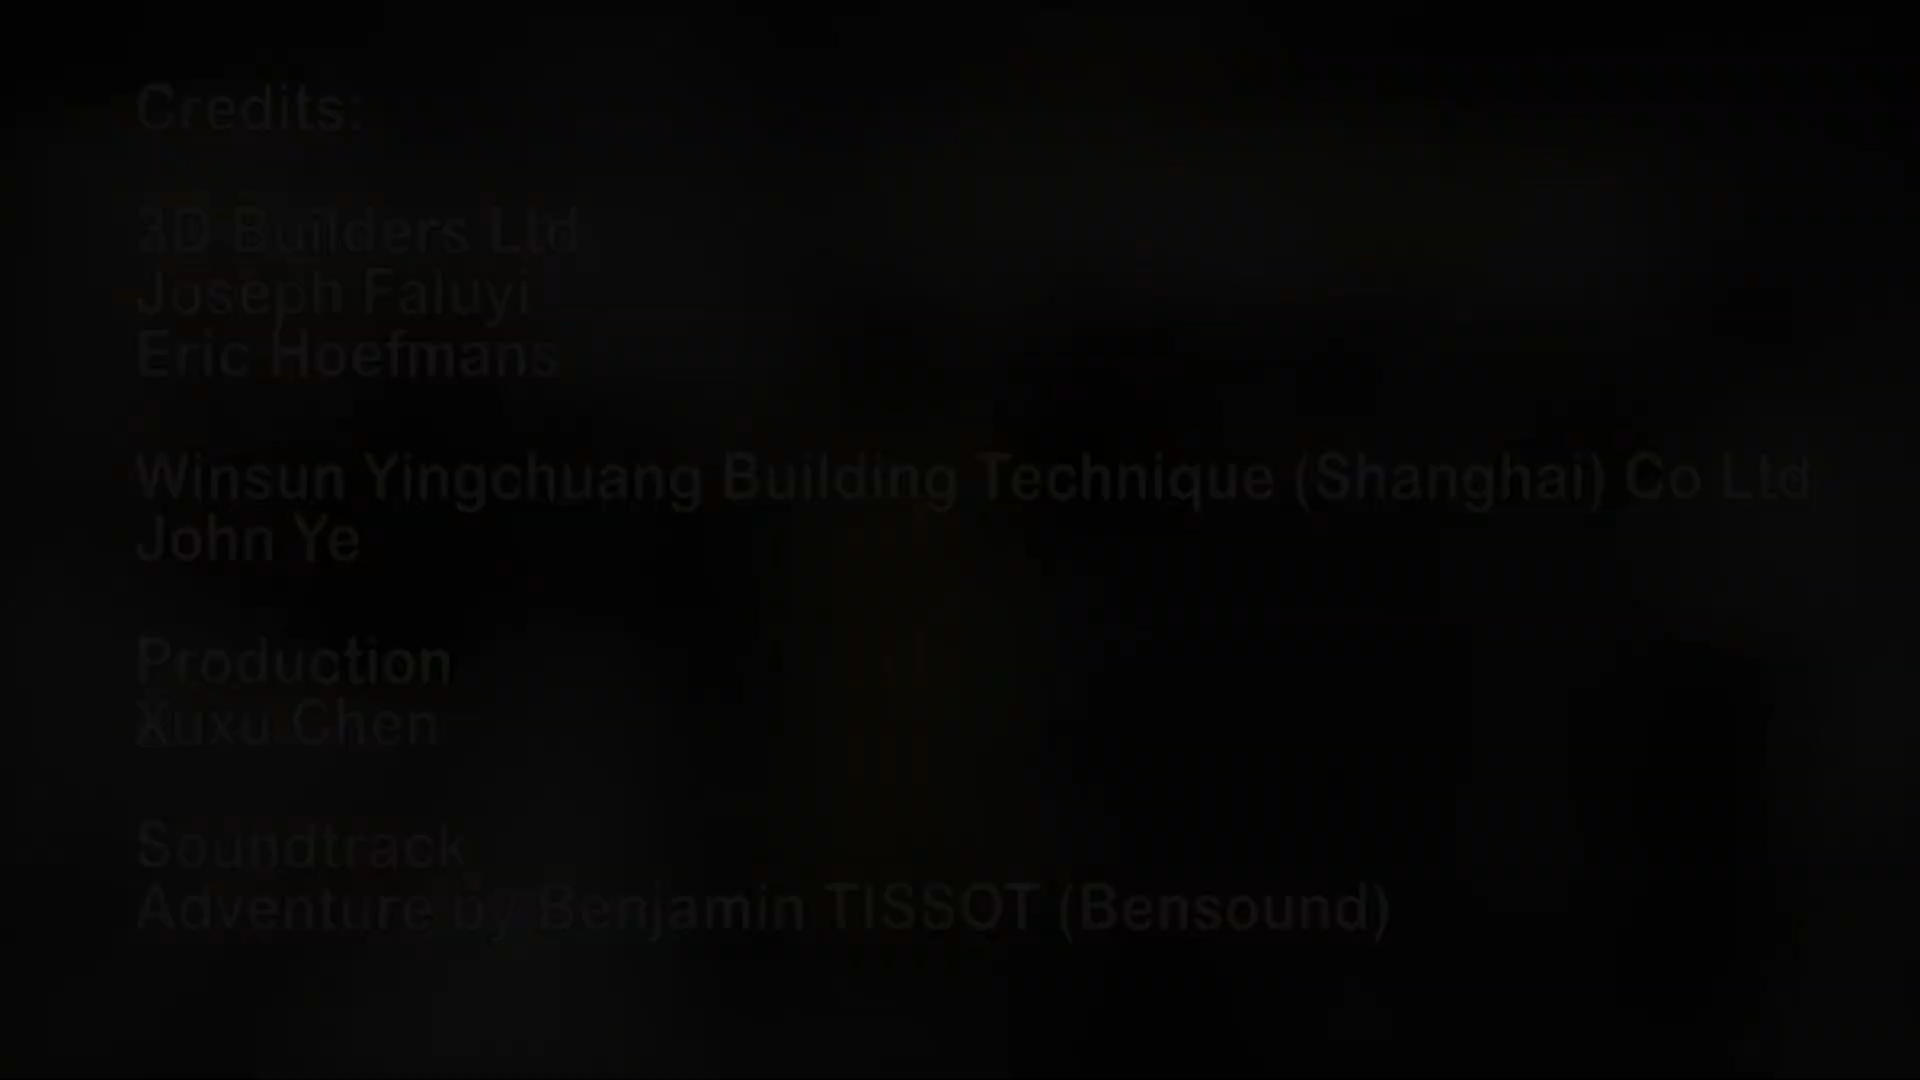 Credits:
3D Builders Ltd
Joseph Faluyi
Eric Hoefmans
Winsun Yingchuang Building Technique (Shanghai) Co Ltd
John Ye
Production
Xuxu Chen
Soundtrack
Adventure by Benjamin TISSOT (Bensound)